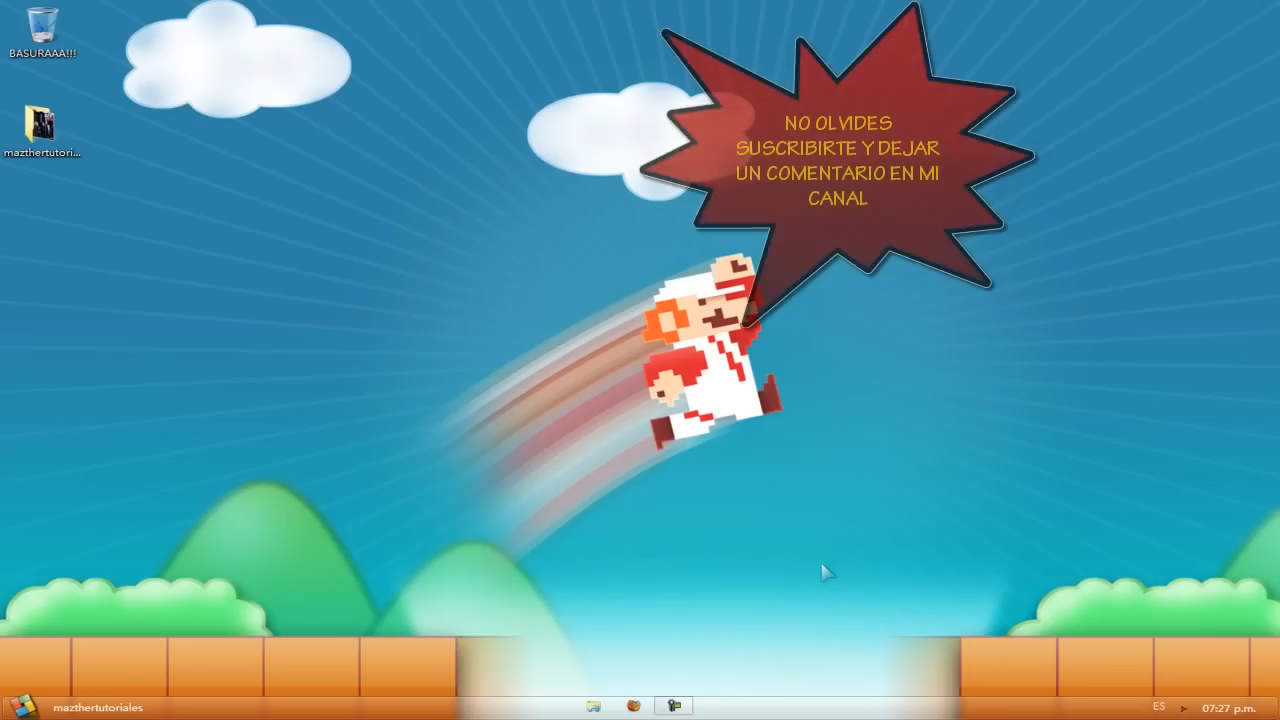 BASURAAA!!!
mazthertutori...
NO OLVIDES
SUSCRIBIRTE Y DEJAR
UN COMENTARIO EN MI
CANAL
mazthertutoriales
ES
07:27 p.m.